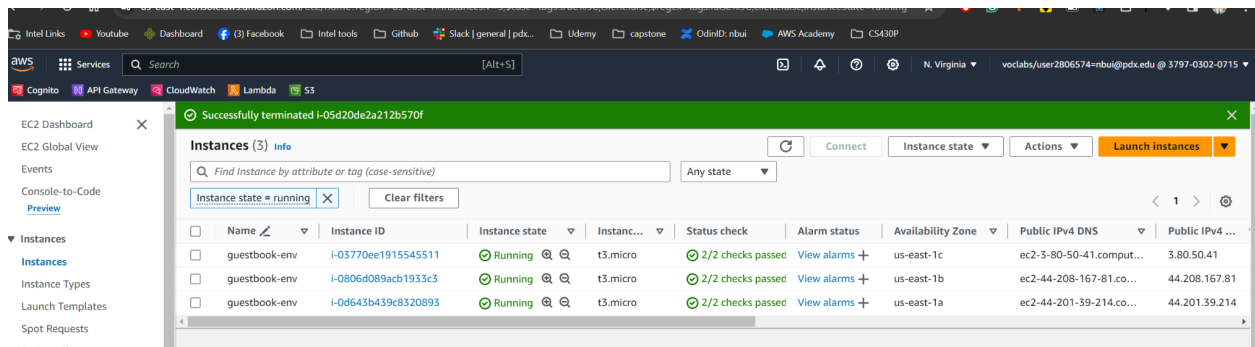 Intel Links Youtube Dashboard (3) Facebook Intel tools Github Slack | general | pdx... Udemy capstone OdinID: nbui AWS Academy CS430P
aws Services Search [Alt+S] N. Virginia ▼ voclabs/user2806574=nbui@pdx.edu @ 3797-0302-0715 ▼
Cognito API Gateway CloudWatch Lambda S3
EC2 Dashboard
EC2 Global View
Events
Console-to-Code
Preview
Instances
Instances
Instance Types
Launch Templates
Spot Requests
Successfully terminated i-05d20de2a212b570f
Instances (3) Info Connect Instance state ▼ Actions ▼ Launch instances ▼
Find Instance by attribute or tag (case-sensitive) Any state ▼
Instance state = running Clear filters < 1 >
Name Instance ID Instance state Instanc... Status check Alarm status Availability Zone Public IPv4 DNS Public IPv4 ...
guestbook-env i-03770ee1915545511 Running t3.micro 2/2 checks passed View alarms + us-east-1c ec2-3-80-50-41.comput... 3.80.50.41
guestbook-env i-0806d089acb1933c3 Running t3.micro 2/2 checks passed View alarms + us-east-1b ec2-44-208-167-81.co... 44.208.167.81
guestbook-env i-0d643b439c8320893 Running t3.micro 2/2 checks passed View alarms + us-east-1a ec2-44-201-39-214.co... 44.201.39.214